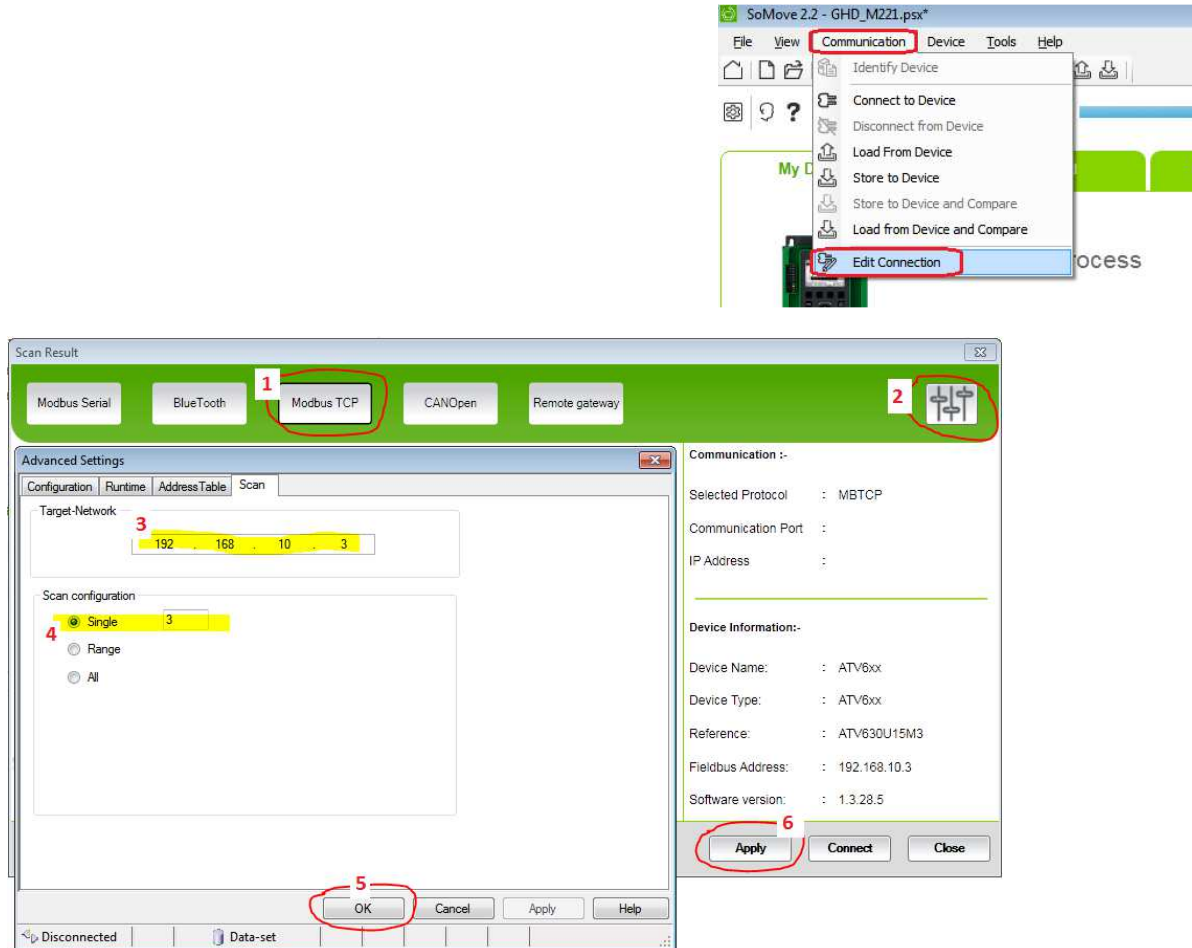 SoMove 2.2 - GHD_M221.psx*
File View Communication Device Tools Help
Identify Device
Connect to Device
Disconnect from Device
Load From Device
Store to Device
Store to Device and Compare
Load from Device and Compare
Edit Connection
?
My D
rocess
Scan Result
Modbus Serial BlueTooth 1 Modbus TCP CANOpen Remote gateway 2
Advanced Settings
Configuration Runtime AddressTable Scan
Target-Network
3
192 . 168 . 10 . 3
Scan configuration
4 Single 3
Range
All
5
OK Cancel Apply Help
Disconnected Data-set
Communication :-
Selected Protocol : MBTCP
Communication Port :
IP Address :
Device Information:-
Device Name: : ATV6xx
Device Type: : ATV6xx
Reference: : ATV630U15M3
Fieldbus Address: : 192.168.10.3
Software version: : 1.3.28.5
6
Apply Connect Close